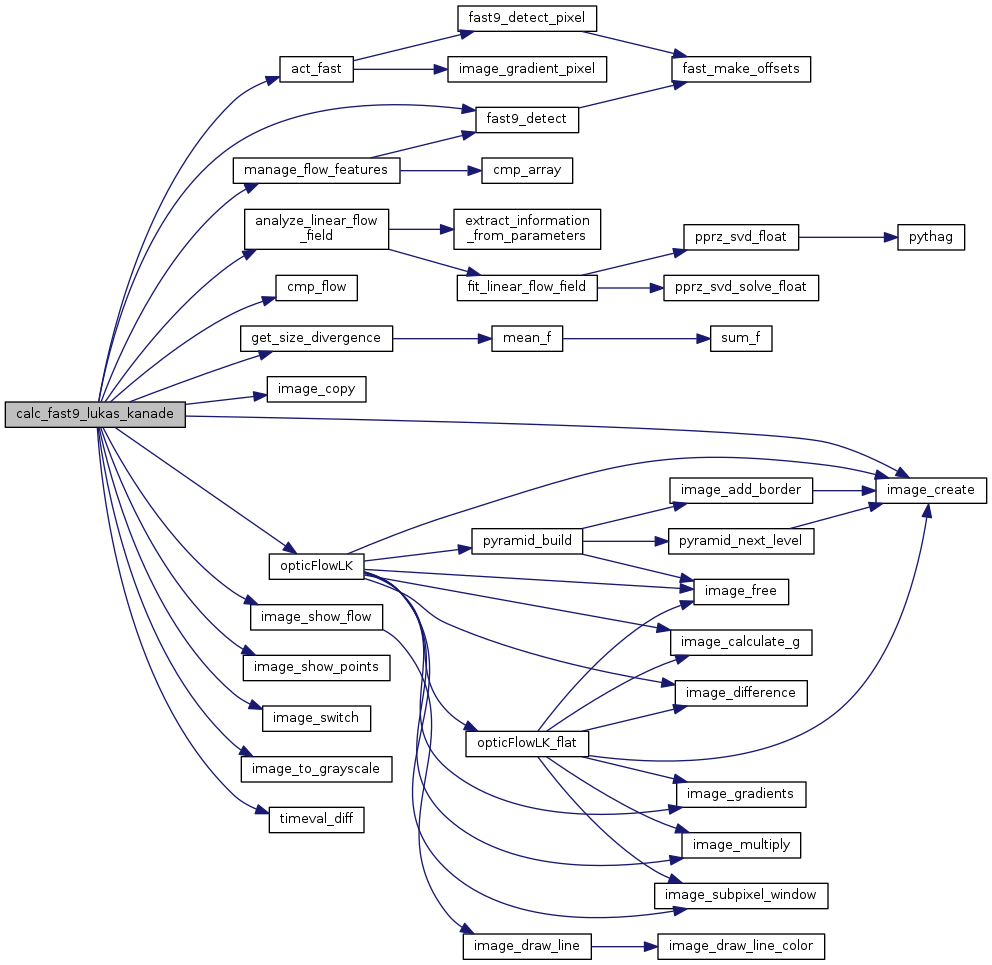 fast9_detect_pixel
act_fast
image_gradient_pixel
fast_make_offsets
fast9_detect
manage_flow_features
cmp_array
analyze_linear_flow
_field
extract_information
_from_parameters
pprz_svd_float
pythag
cmp_flow
fit_linear_flow_field
pprz_svd_solve_float
get_size_divergence
mean_f
sum_f
image_copy
calc_fast9_lukas_kanade
image_add_border
image_create
pyramid_build
pyramid_next_level
opticFlowLK
image_free
image_show_flow
image_calculate_g
image_show_points
image_difference
image_switch
opticFlowLK_flat
image_to_grayscale
image_gradients
timeval_diff
image_multiply
image_subpixel_window
image_draw_line
image_draw_line_color